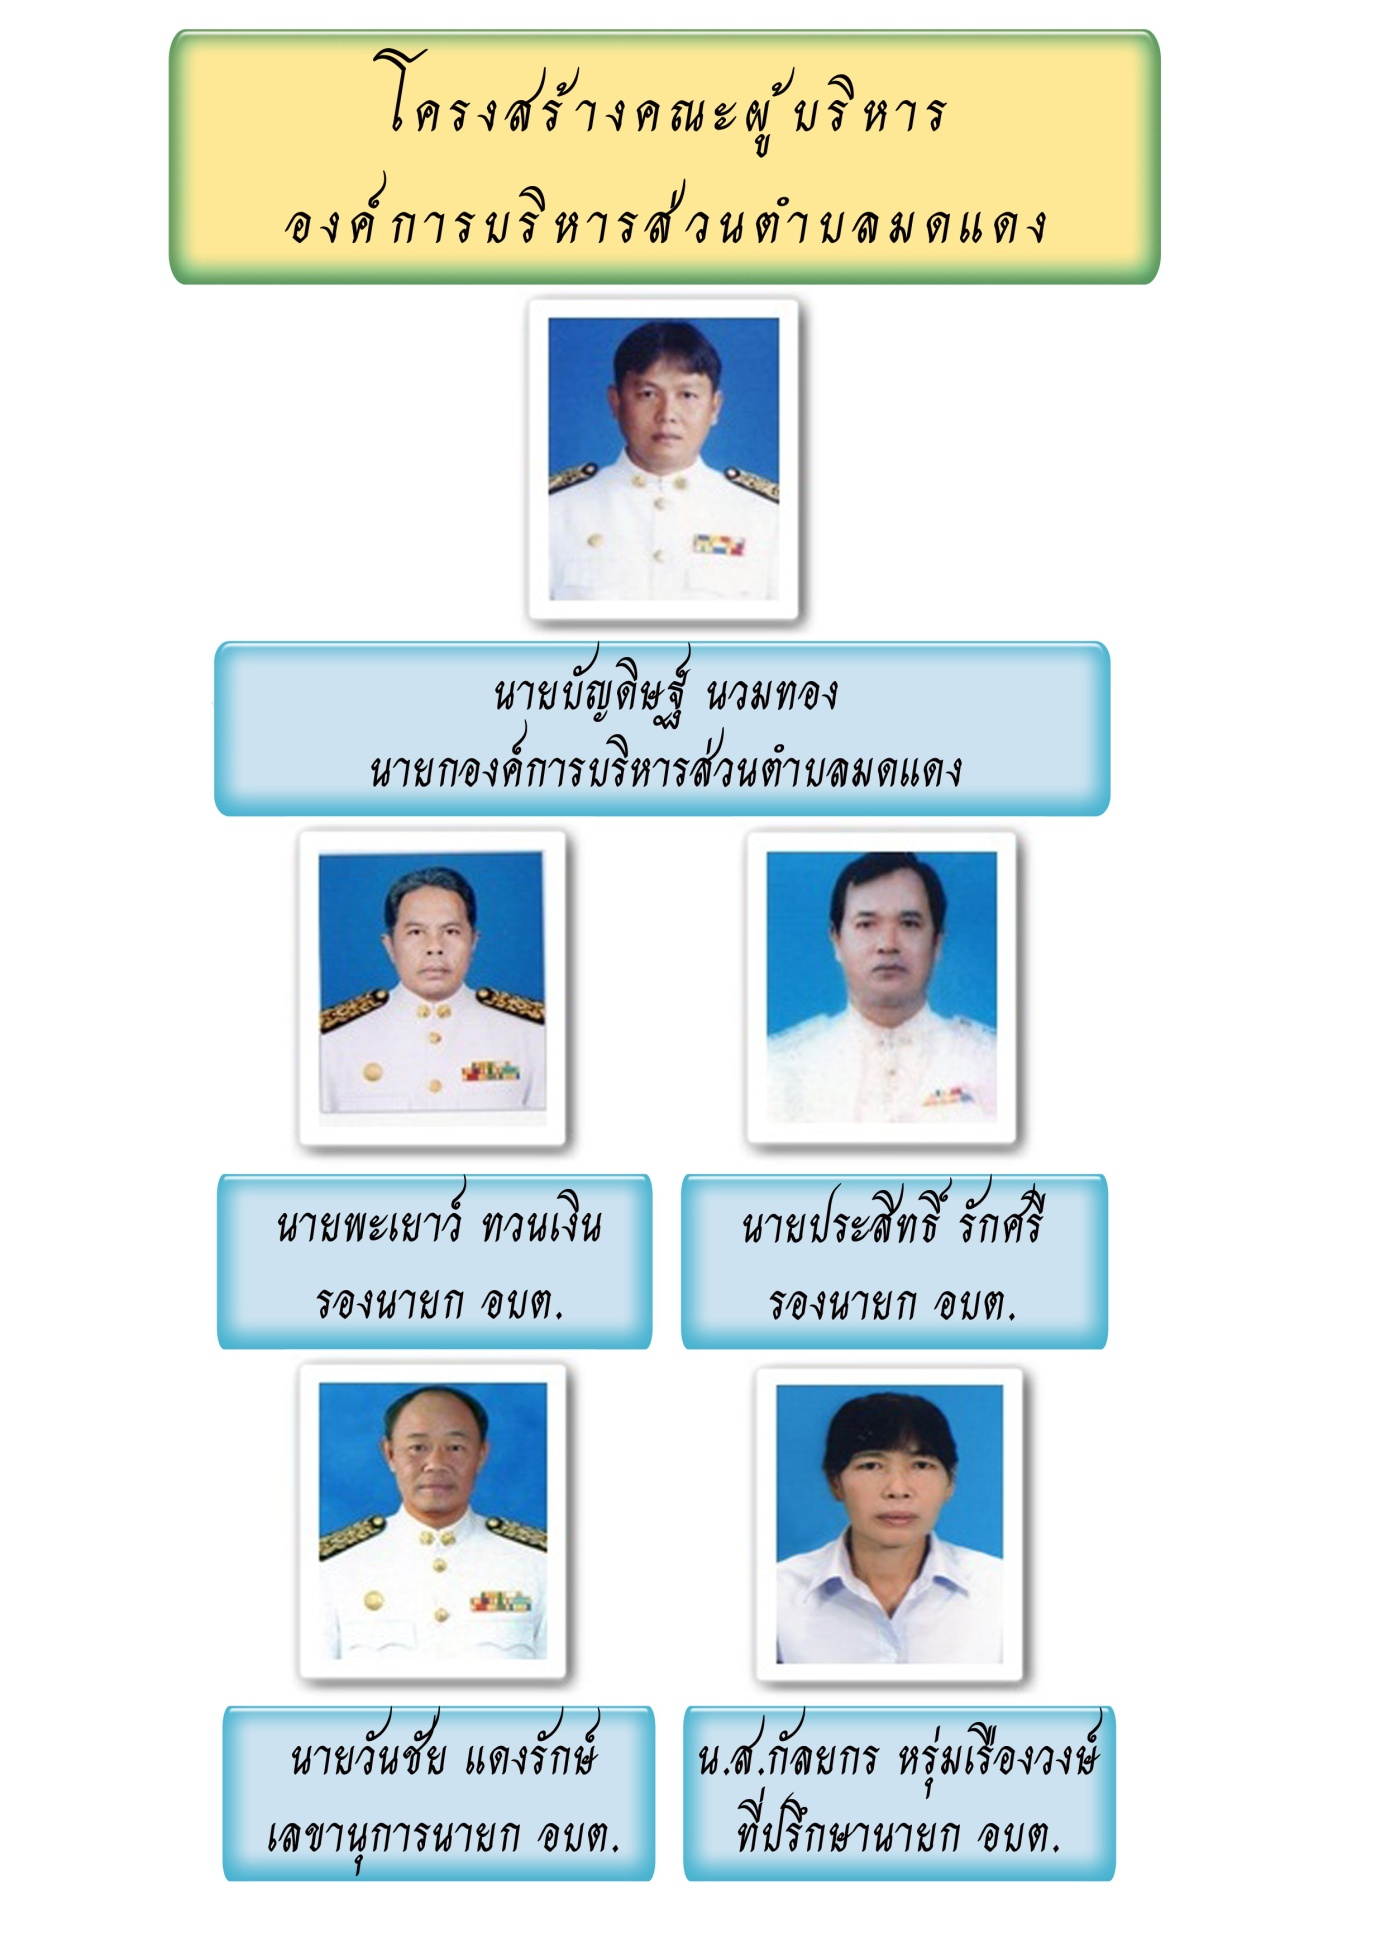 โครงสร้างคณะผู้บริหาร
องค์การบริหารส่วนตำบลมดแดง
นายบัญดิษฐ์ นวมทอง
นายกองค์การบริหารส่วนตำบลมดแดง
นายพะเยาว์ ทวนเงิน
รองนายก อบต.
นายประสิทธิ์ รักศรี
รองนายก อบต.
นายวันชัย แดงรักษ์
เลขานุการนายก อบต.
น.ส.กัลยกร หรุ่มเรืองวงษ์
ที่ปรึกษานายก อบต.